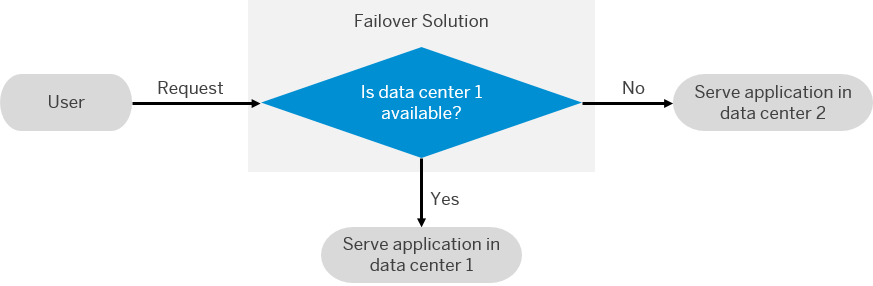 Failover Solution
User
Request
Is data center 1
available?
No
Serve application in
data center 2
Yes
Serve application in
data center 1